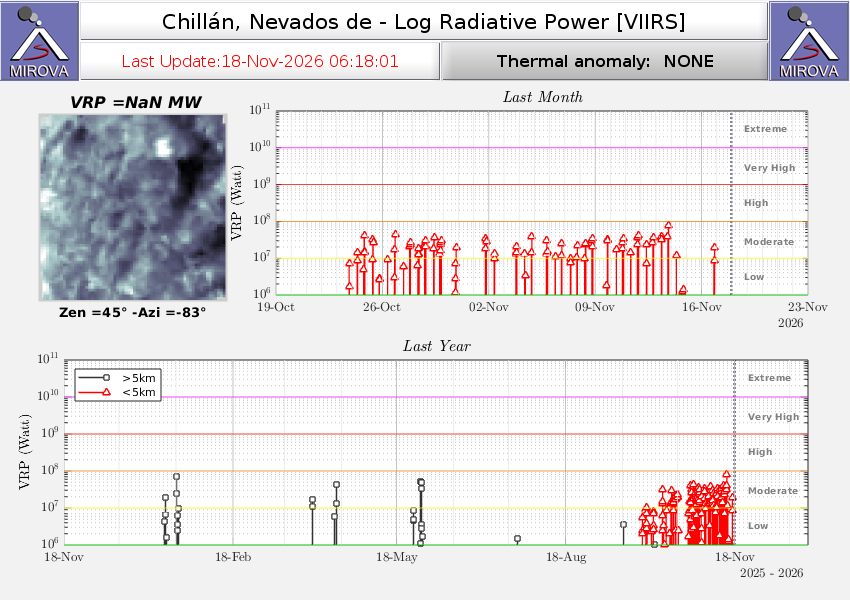 MIROVA
Chillán, Nevados de - Log Radiative Power [VIIRS]
Last Update:18-Nov-2026 06:18:01
Thermal anomaly: NONE
MIROVA
VRP =NaN MW
Zen =45° -Azi =-83°
Last Month
VRP (Watt)
10^11
10^10
10^9
10^8
10^7
10^6
Extreme
Very High
High
Moderate
Low
19-Oct 26-Oct 02-Nov 09-Nov 16-Nov 23-Nov
2026
Last Year
VRP (Watt)
10^11
10^10
10^9
10^8
10^7
10^6
>5km
<5km
Extreme
Very High
High
Moderate
Low
18-Nov 18-Feb 18-May 18-Aug 18-Nov
2025 - 2026